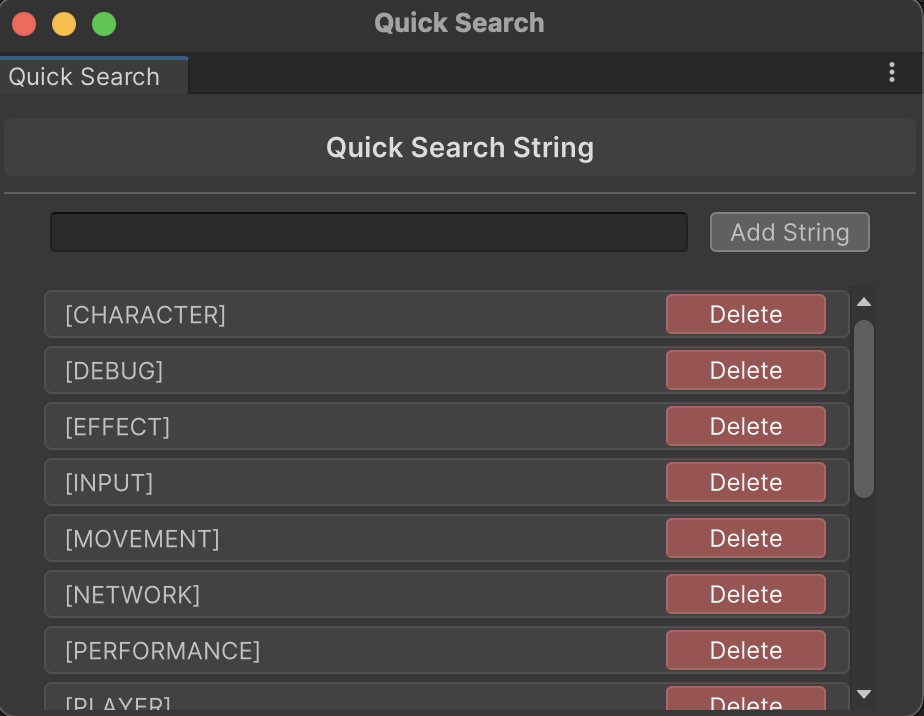 Quick Search
Quick Search
Quick Search String
Add String
[CHARACTER] Delete
[DEBUG] Delete
[EFFECT] Delete
[INPUT] Delete
[MOVEMENT] Delete
[NETWORK] Delete
[PERFORMANCE] Delete
[PLAYER] Delete